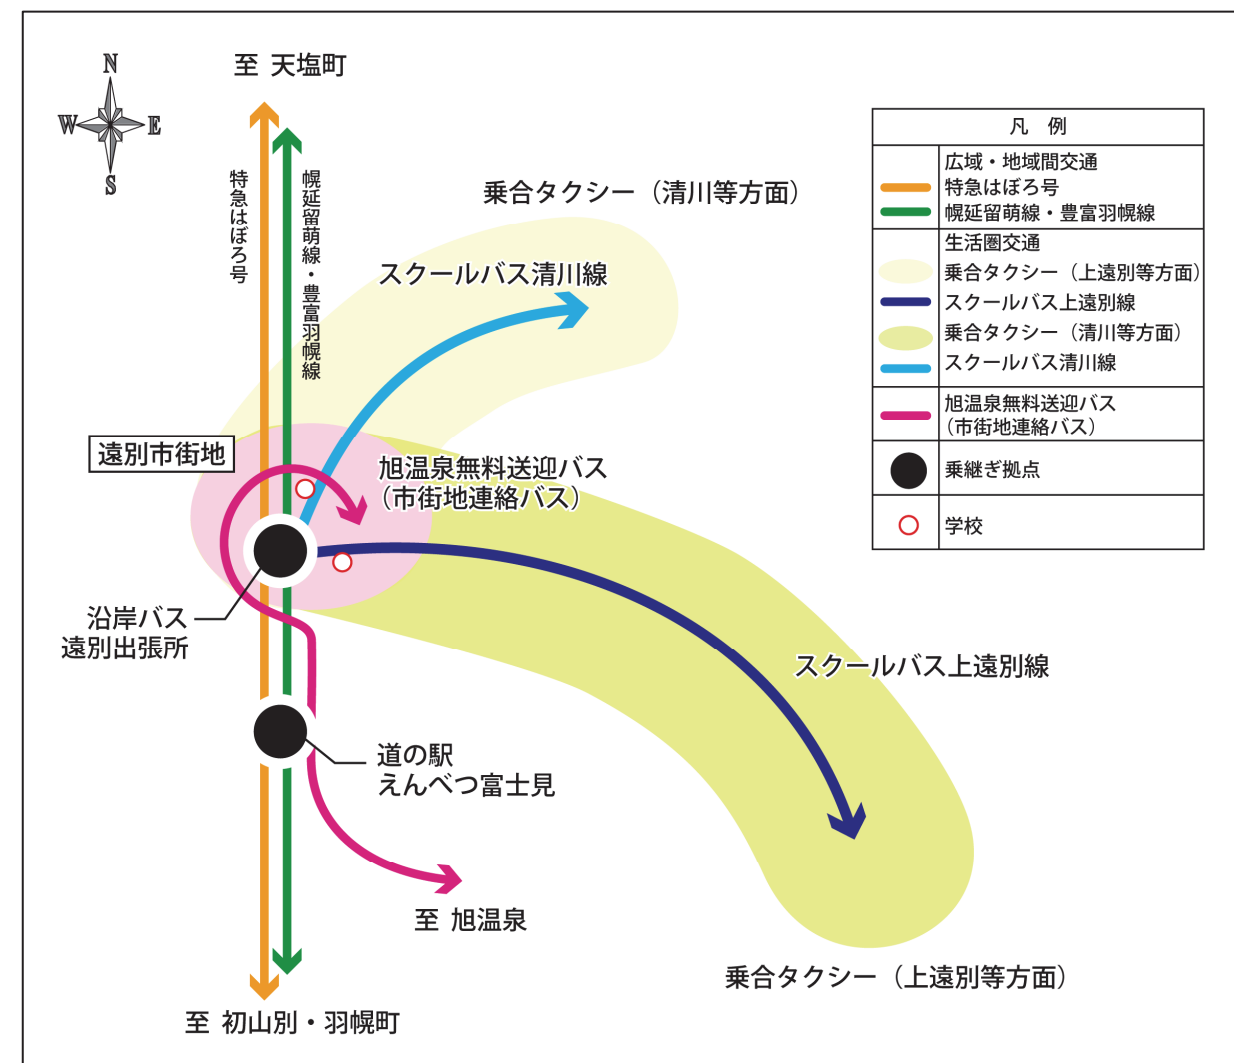 N
W
E
S
至 天塩町
特急はぼろ号
幌延留萌線・豊富羽幌線
乗合タクシー（清川等方面）
スクールバス清川線
遠別市街地
旭温泉無料送迎バス
（市街地連絡バス）
沿岸バス
遠別出張所
スクールバス上遠別線
道の駅
えんべつ富士見
至 旭温泉
乗合タクシー（上遠別等方面）
至 初山別・羽幌町
凡 例
広域・地域間交通
特急はぼろ号
幌延留萌線・豊富羽幌線
生活圏交通
乗合タクシー（上遠別等方面）
スクールバス上遠別線
乗合タクシー（清川等方面）
スクールバス清川線
旭温泉無料送迎バス
（市街地連絡バス）
乗継ぎ拠点
学校